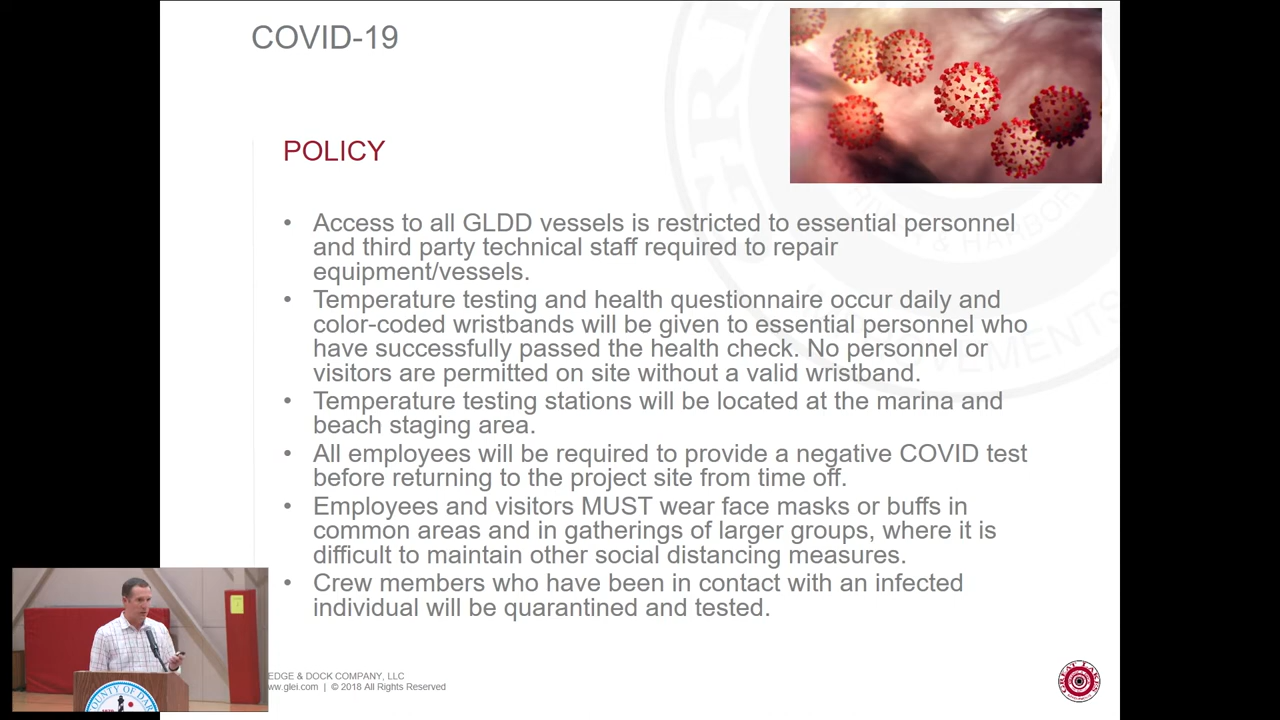 COVID-19
POLICY
• Access to all GLDD vessels is restricted to essential personnel
and third party technical staff required to repair
equipment/vessels.
• Temperature testing and health questionnaire occur daily and
color-coded wristbands will be given to essential personnel who
have successfully passed the health check. No personnel or
visitors are permitted on site without a valid wristband.
• Temperature testing stations will be located at the marina and
beach staging area.
• All employees will be required to provide a negative COVID test
before returning to the project site from time off.
• Employees and visitors MUST wear face masks or buffs in
common areas and in gatherings of larger groups, where it is
difficult to maintain other social distancing measures.
• Crew members who have been in contact with an infected
individual will be quarantined and tested.
EDGE & DOCK COMPANY, LLC
ww.glei.com | © 2018 All Rights Reserved
COUNTY OF DAR